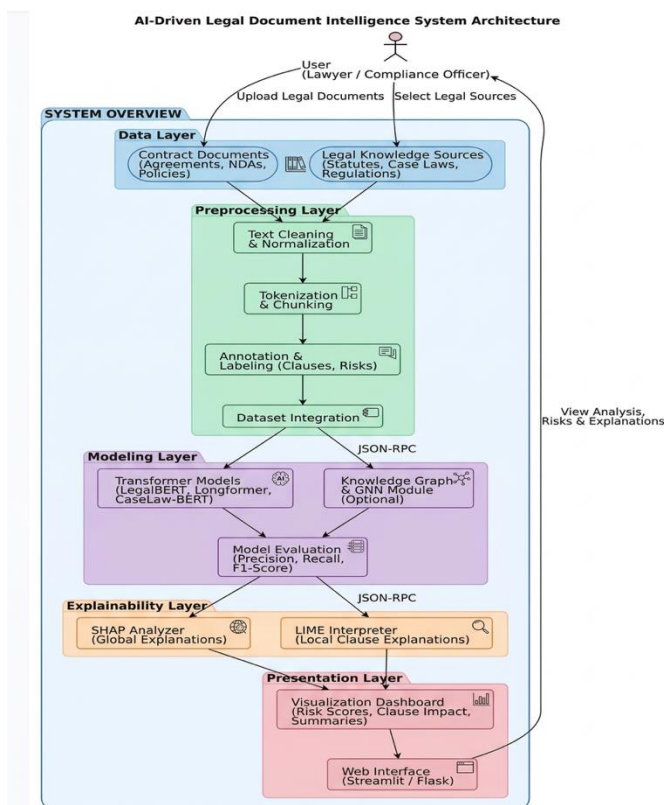 AI-Driven Legal Document Intelligence System Architecture
User
(Lawyer / Compliance Officer)
Upload Legal Documents
Select Legal Sources
SYSTEM OVERVIEW
Data Layer
Contract Documents
(Agreements, NDAs,
Policies)
Legal Knowledge Sources
(Statutes, Case Laws,
Regulations)
Preprocessing Layer
Text Cleaning
& Normalization
Tokenization
& Chunking
Annotation &
Labeling (Clauses, Risks)
Dataset Integration
View Analysis,
Risks & Explanations
JSON-RPC
Modeling Layer
Transformer Models
(LegalBERT, Longformer,
CaseLaw-BERT)
AI
Knowledge Graph
& GNN Module
(Optional)
Model Evaluation
(Precision, Recall,
F1-Score)
JSON-RPC
Explainability Layer
SHAP Analyzer
(Global Explanations)
LIME Interpreter
(Local Clause Explanations)
Presentation Layer
Visualization Dashboard
(Risk Scores, Clause Impact,
Summaries)
Web Interface
(Streamlit / Flask)